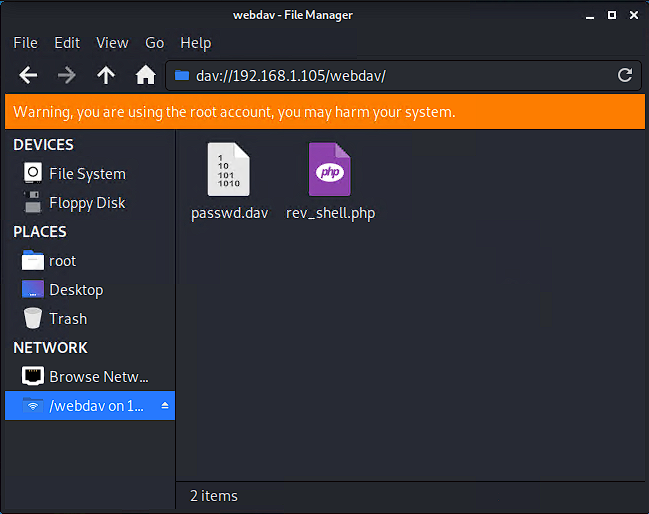 webdav - File Manager
File Edit View Go Help
dav://192.168.1.105/webdav/
Warning, you are using the root account, you may harm your system.
DEVICES
File System
Floppy Disk
PLACES
root
Desktop
Trash
NETWORK
Browse Netw...
/webdav on 1...
1
10
101
1010
passwd.dav
php
rev_shell.php
2 items